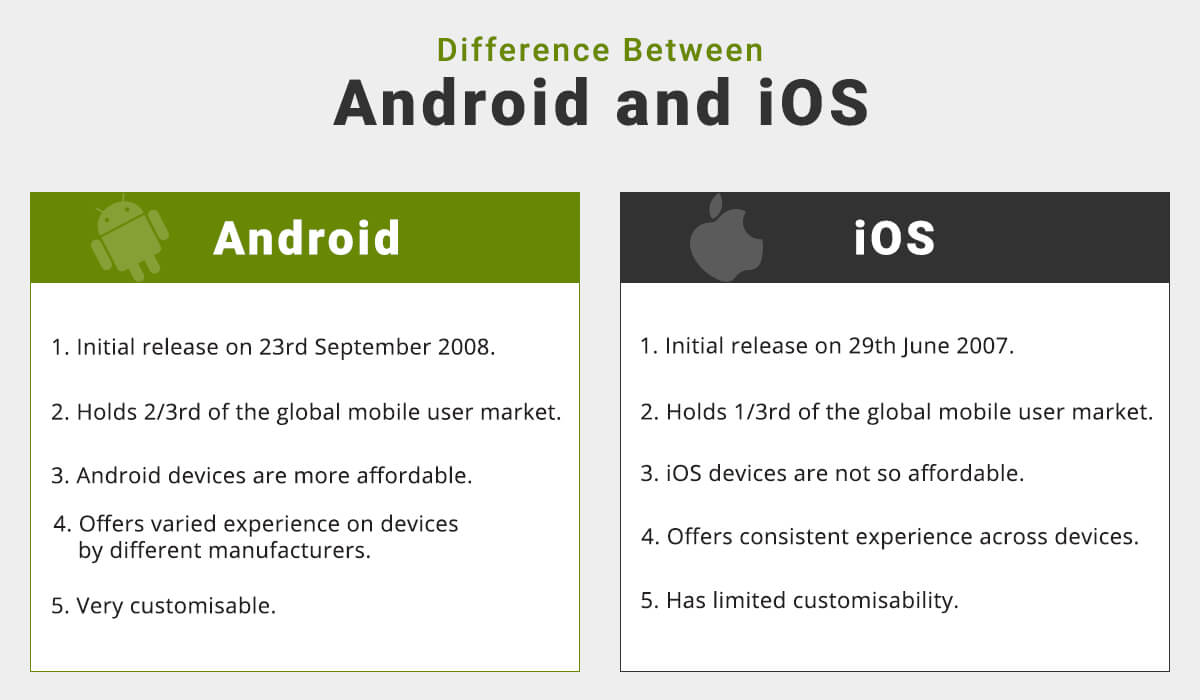 Difference Between
Android and iOS
Android
1. Initial release on 23rd September 2008.
2. Holds 2/3rd of the global mobile user market.
3. Android devices are more affordable.
4. Offers varied experience on devices
by different manufacturers.
5. Very customisable.
iOS
1. Initial release on 29th June 2007.
2. Holds 1/3rd of the global mobile user market.
3. iOS devices are not so affordable.
4. Offers consistent experience across devices.
5. Has limited customisability.